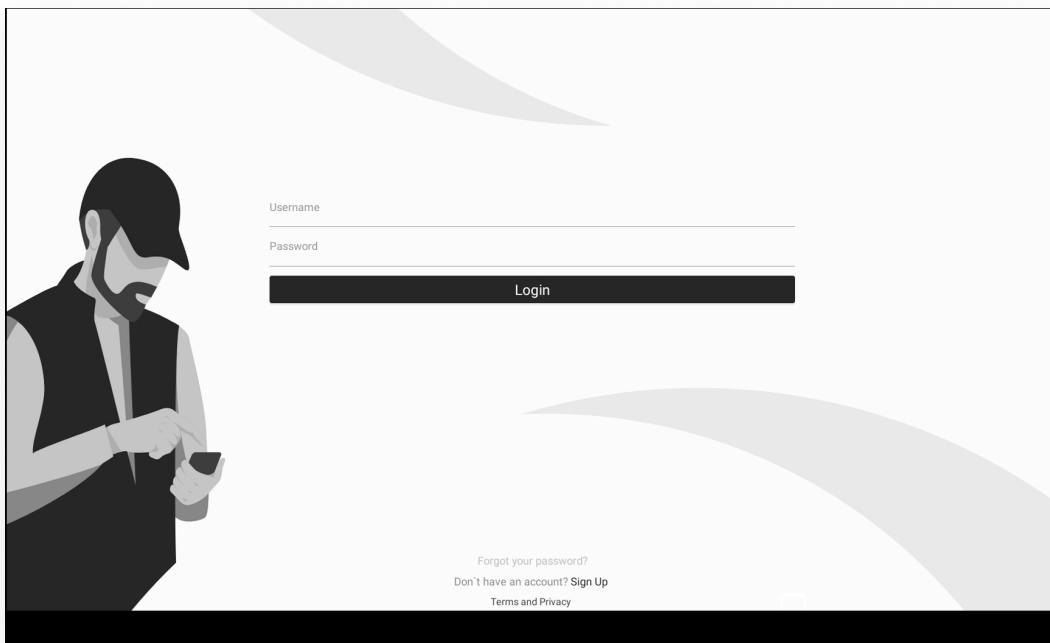 Username
Password
Login
Forgot your password?
Don`t have an account? Sign Up
Terms and Privacy